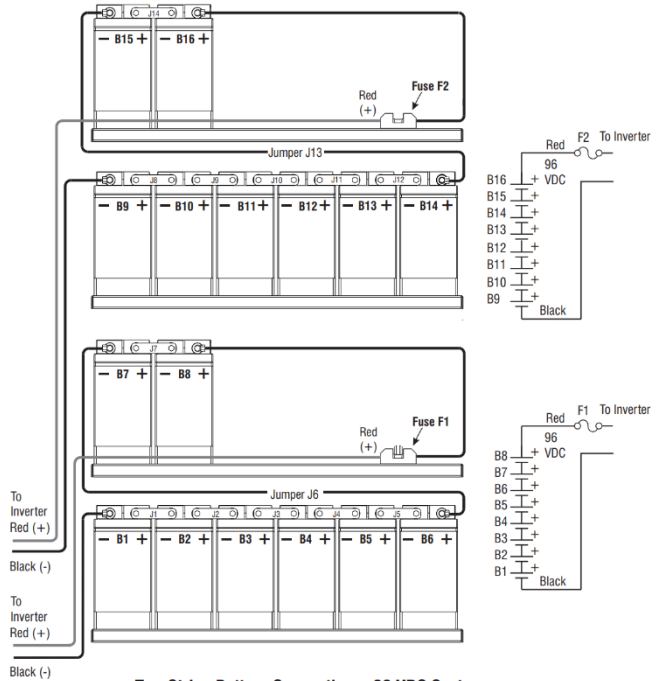 J14
— B15 + — B16 +
Fuse F2
Red
(+)
Jumper J13
J8 J9 J10 J11 J12
— B9 + — B10 + — B11 + — B12 + — B13 + — B14 +
F2 To Inverter
Red
96
VDC
B16 +
B15 +
B14 +
B13 +
B12 +
B11 +
B10 +
B9 +
Black
J7
— B7 + — B8 +
Fuse F1
Red
(+)
Jumper J6
J1 J2 J3 J4 J5
— B1 + — B2 + — B3 + — B4 + — B5 + — B6 +
To
Inverter
Red (+)
Black (-)
To
Inverter
Red (+)
Black (-)
F1 To Inverter
Red
96
VDC
B8 +
B7 +
B6 +
B5 +
B4 +
B3 +
B2 +
B1 +
Black